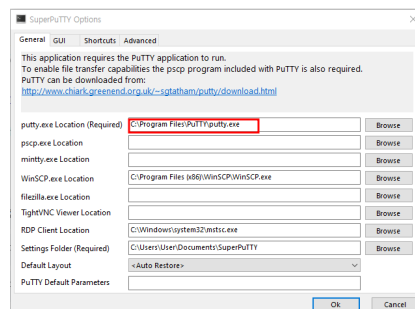 SuperPuTTY Options
General GUI Shortcuts Advanced
This application requires the PuTTY application to run.
To enable file transfer capabilities the pscp program included with PuTTY is also required.
PuTTY can be downloaded from:
http://www.chiark.greenend.org.uk/~sgtatham/putty/download.html
putty.exe Location (Required) C:\Program Files\PuTTY\putty.exe Browse
pscp.exe Location Browse
mintty.exe Location Browse
WinSCP.exe Location C:\Program Files (x86)\WinSCP\WinSCP.exe Browse
filezilla.exe Location Browse
TightVNC Viewer Location Browse
RDP Client Location C:\Windows\system32\mstsc.exe Browse
Settings Folder (Required) C:\Users\User\Documents\SuperPuTTY Browse
Default Layout <Auto Restore>
PuTTY Default Parameters
Ok Cancel